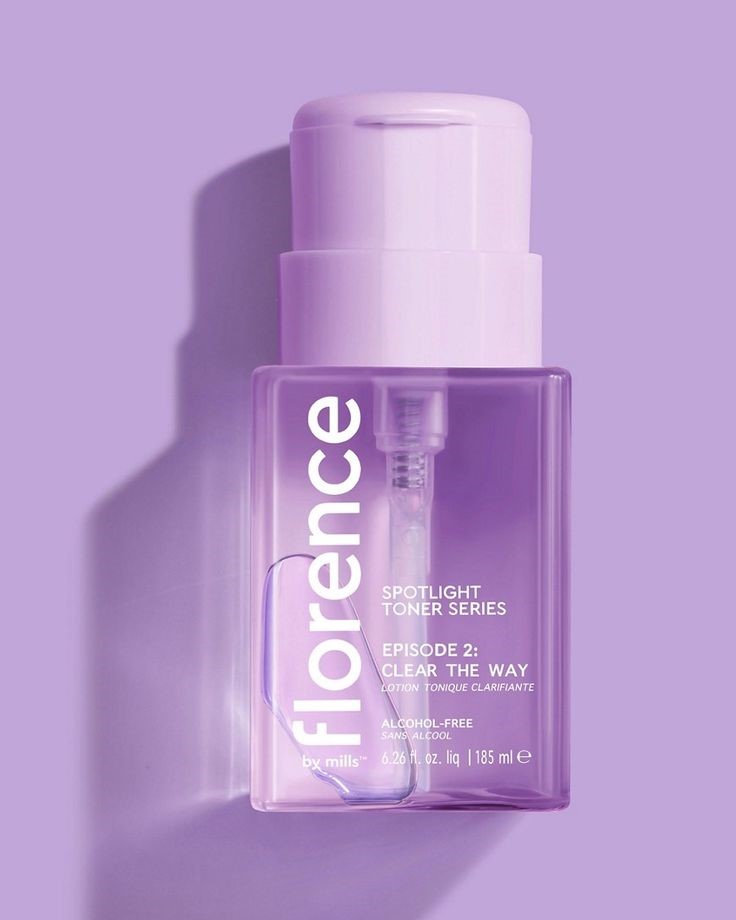 florence
by mills™
SPOTLIGHT
TONER SERIES
EPISODE 2:
CLEAR THE WAY
LOTION TONIQUE CLARIFIANTE
ALCOHOL-FREE
SANS ALCOOL
6.26 fl. oz. liq | 185 ml ℮